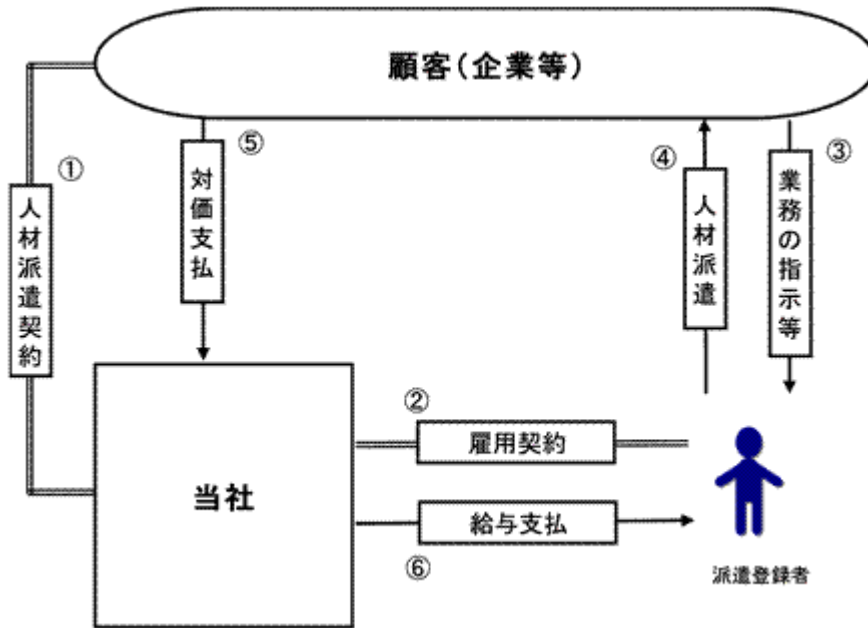 顧客（企業等）
①
人材派遣契約
⑤
対価支払
④
人材派遣
③
業務の指示等
当社
②
雇用契約
給与支払
⑥
派遣登録者